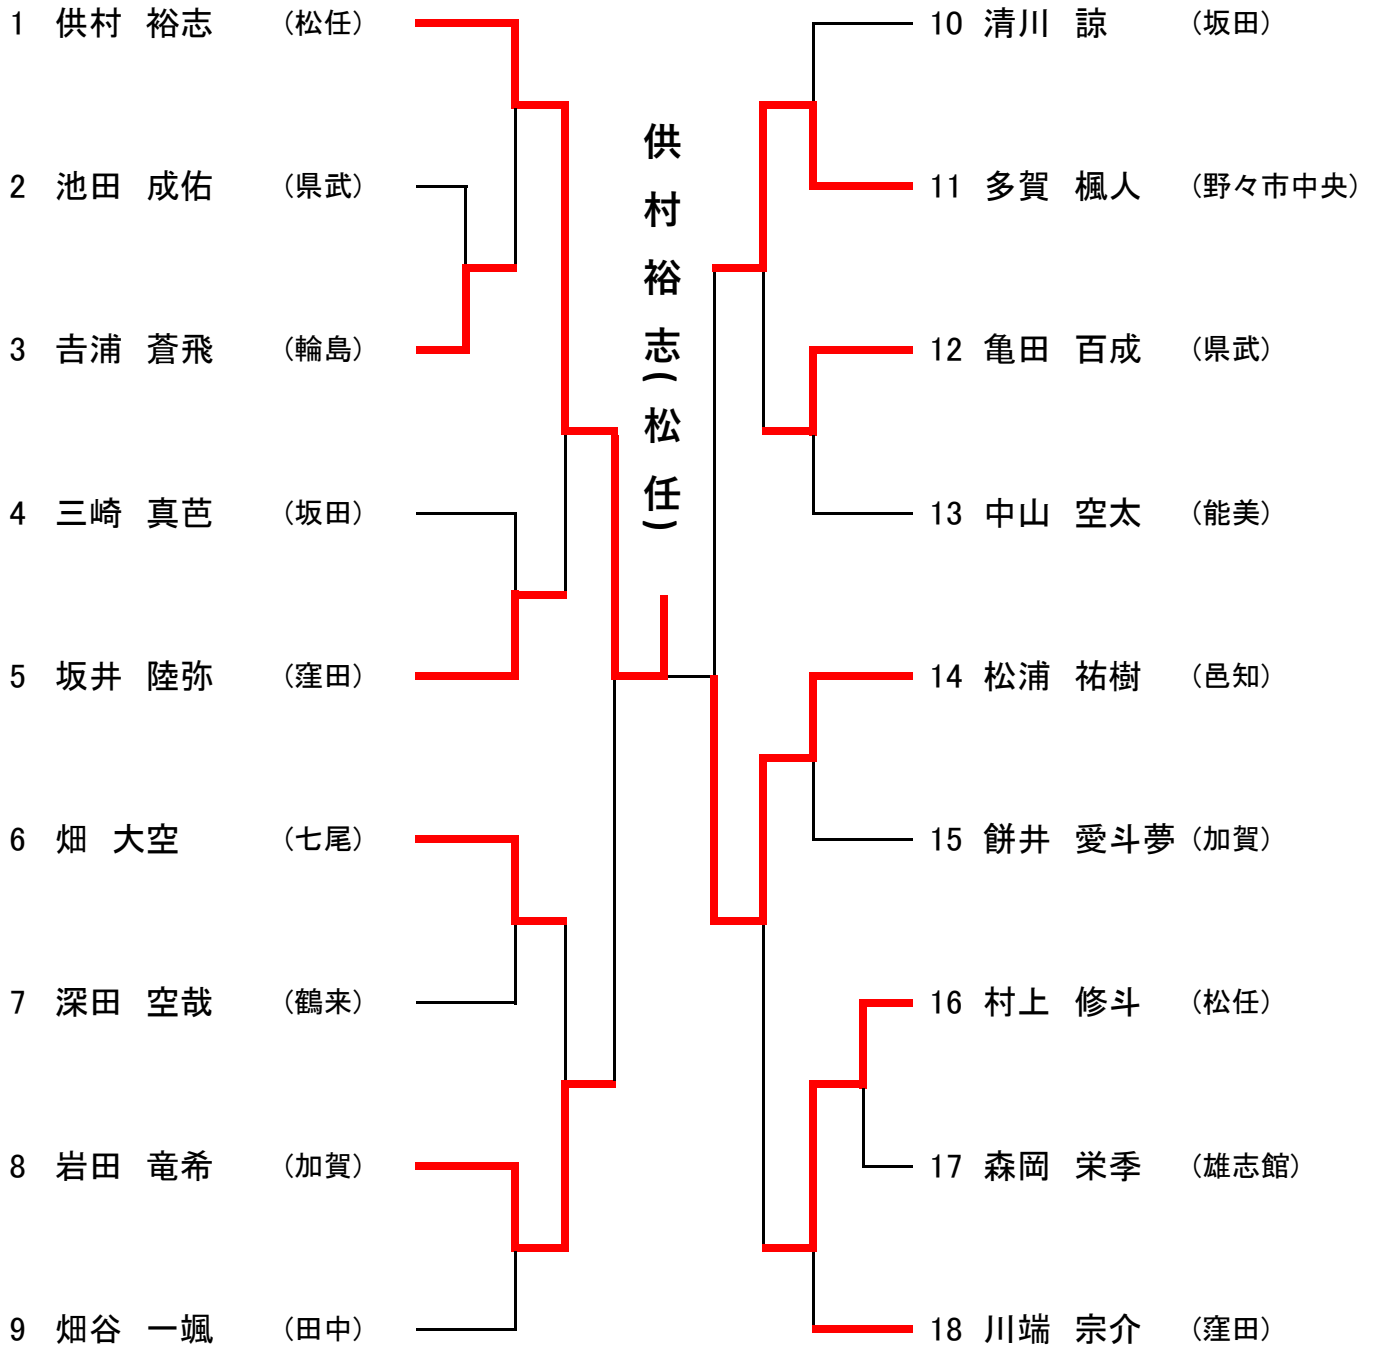 1 供村 裕志 (松任)
2 池田 成佑 (県武)
3 𠮷浦 蒼飛 (輪島)
4 三崎 真芭 (坂田)
5 坂井 陸弥 (窪田)
6 畑 大空 (七尾)
7 深田 空哉 (鶴来)
8 岩田 竜希 (加賀)
9 畑谷 一颯 (田中)
供村裕志(松任)
10 清川 諒 (坂田)
11 多賀 楓人 (野々市中央)
12 亀田 百成 (県武)
13 中山 空太 (能美)
14 松浦 祐樹 (邑知)
15 餅井 愛斗夢 (加賀)
16 村上 修斗 (松任)
17 森岡 栄季 (雄志館)
18 川端 宗介 (窪田)